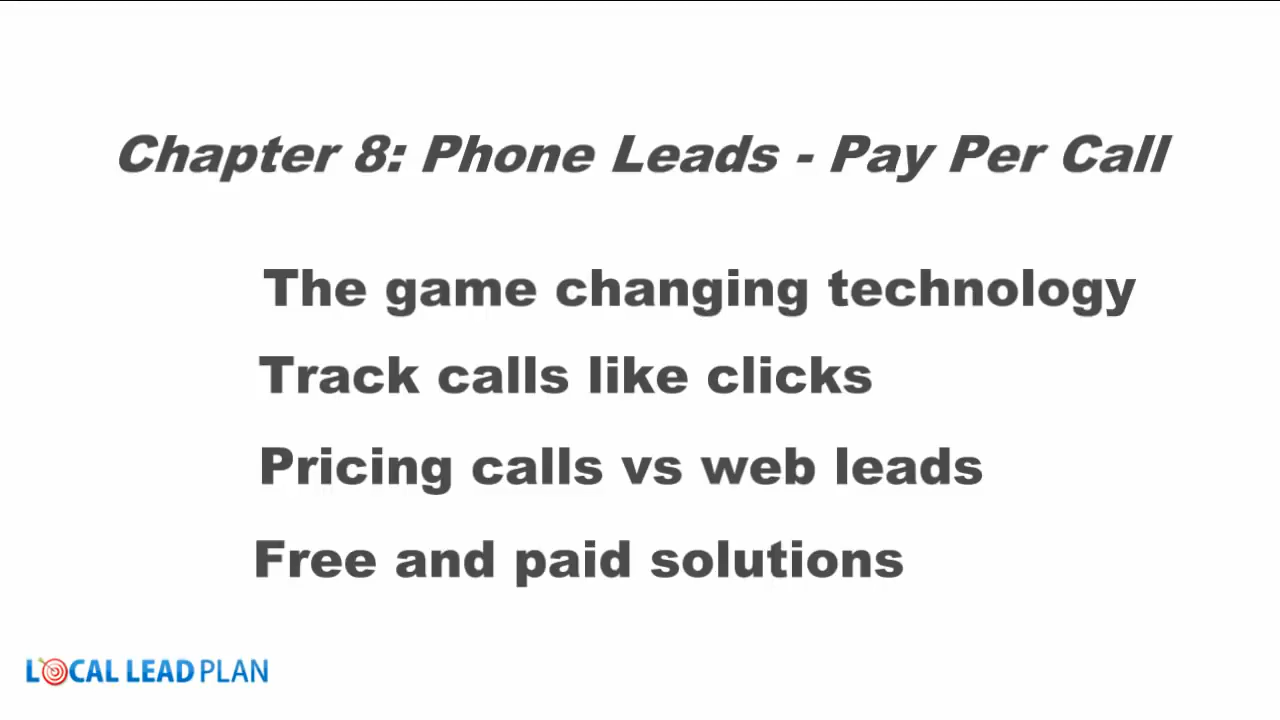 Chapter 8: Phone Leads - Pay Per Call
The game changing technology
Track calls like clicks
Pricing calls vs web leads
Free and paid solutions
LOCAL LEAD PLAN